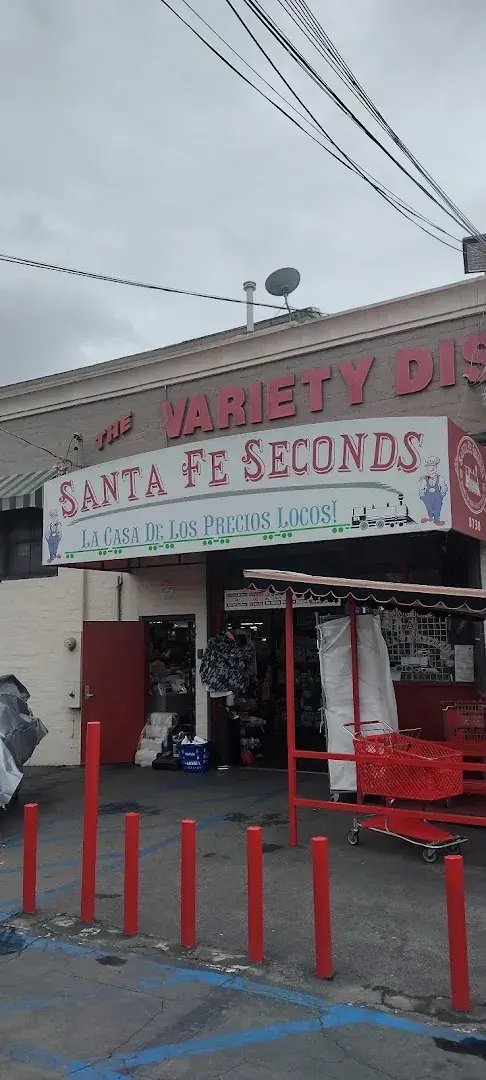 THE VARIETY DIS
SANTA FE SECONDS
LA CASA DE LOS PRECIOS LOCOS!